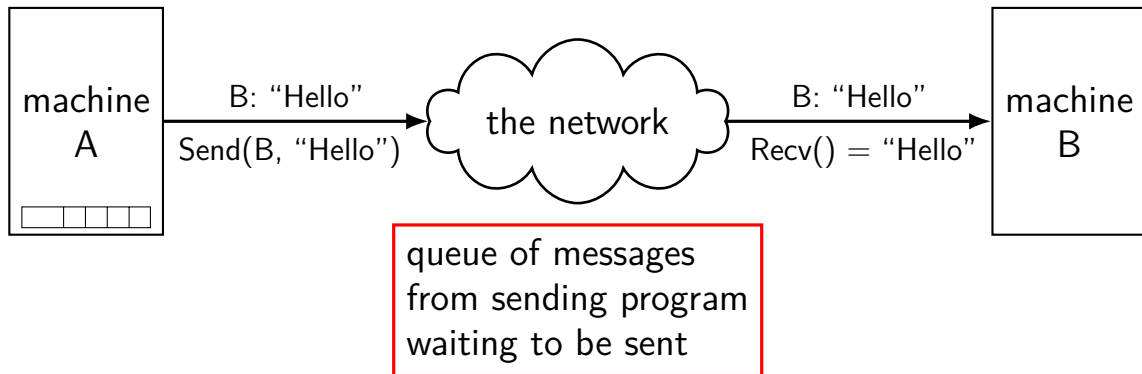 machine
A
B: “Hello”
Send(B, “Hello”)
the network
B: “Hello”
Recv() = “Hello”
machine
B
queue of messages
from sending program
waiting to be sent